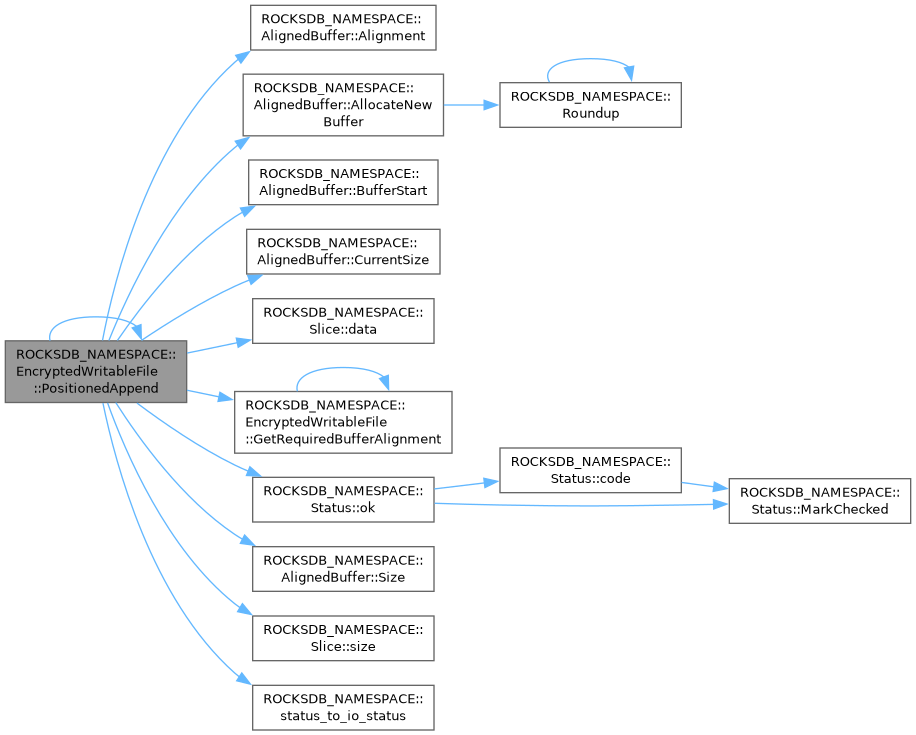 ROCKSDB_NAMESPACE::
AlignedBuffer::Alignment
ROCKSDB_NAMESPACE::
AlignedBuffer::AllocateNew
Buffer
ROCKSDB_NAMESPACE::
Roundup
ROCKSDB_NAMESPACE::
AlignedBuffer::BufferStart
ROCKSDB_NAMESPACE::
AlignedBuffer::CurrentSize
ROCKSDB_NAMESPACE::
Slice::data
ROCKSDB_NAMESPACE::
EncryptedWritableFile
::PositionedAppend
ROCKSDB_NAMESPACE::
EncryptedWritableFile
::GetRequiredBufferAlignment
ROCKSDB_NAMESPACE::
Status::ok
ROCKSDB_NAMESPACE::
Status::code
ROCKSDB_NAMESPACE::
Status::MarkChecked
ROCKSDB_NAMESPACE::
AlignedBuffer::Size
ROCKSDB_NAMESPACE::
Slice::size
ROCKSDB_NAMESPACE::
status_to_io_status